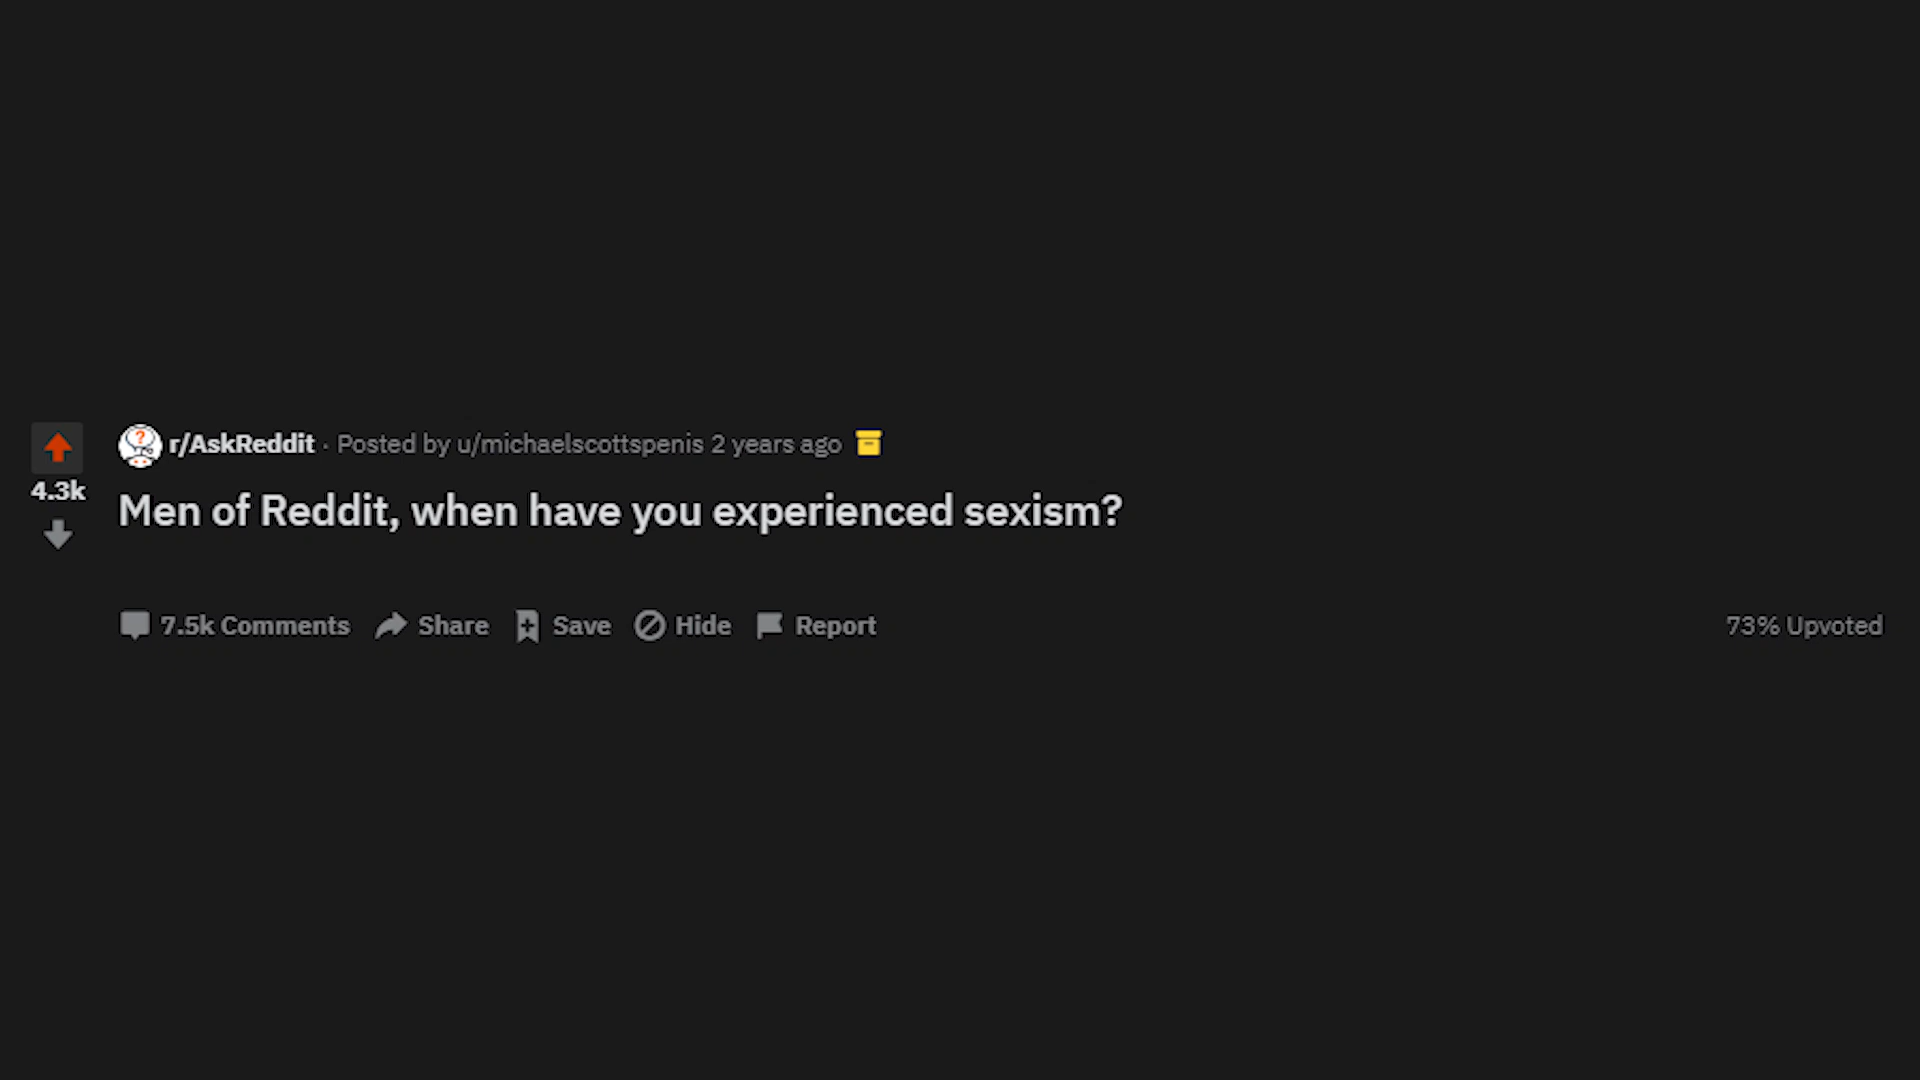 r/AskReddit · Posted by u/michaelscottspenis 2 years ago
4.3k
Men of Reddit, when have you experienced sexism?
7.5k Comments Share Save Hide Report 73% Upvoted